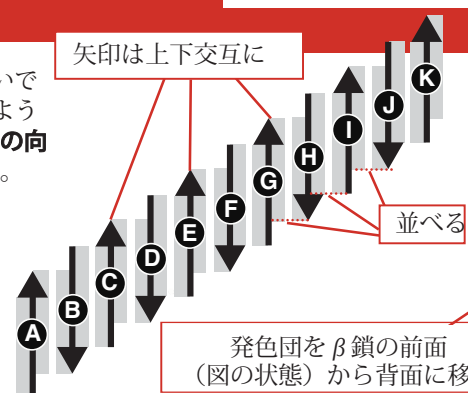 矢印は上下交互に
いで
よう
の向
。
K
J
I
H
G
F
E
D
C
B
A
並べる
発色団をβ鎖の前面
（図の状態）から背面に移